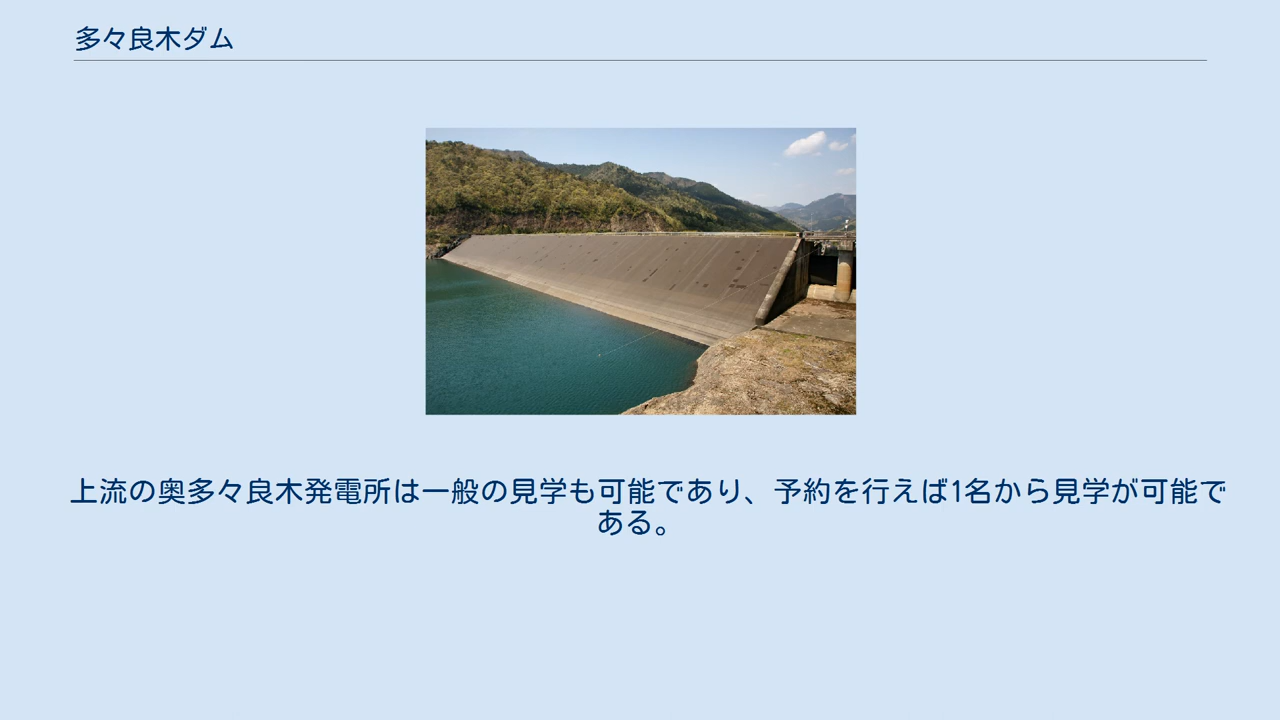 多々良木ダム
上流の奥多々良木発電所は一般の見学も可能であり、予約を行えば1名から見学が可能で
ある。